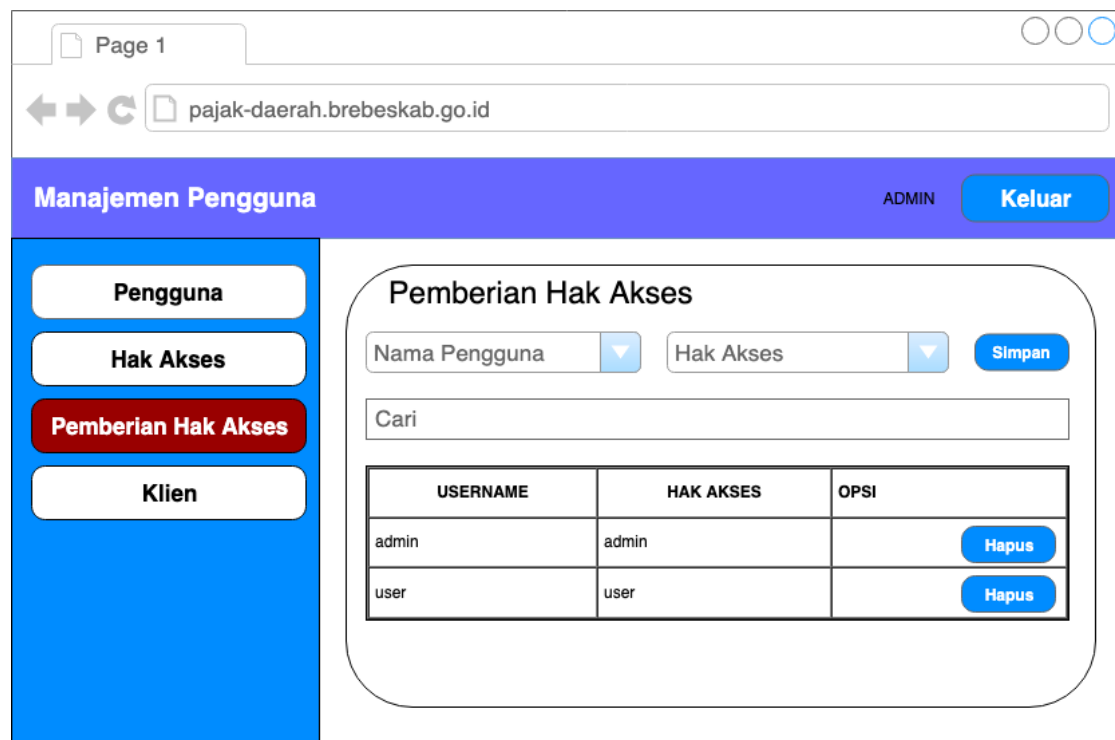 Page 1
pajak-daerah.brebeskab.go.id
Manajemen Pengguna ADMIN Keluar
Pengguna
Hak Akses
Pemberian Hak Akses
Klien
Pemberian Hak Akses
Nama Pengguna Hak Akses Simpan
Cari
USERNAME HAK AKSES OPSI
admin admin Hapus
user user Hapus